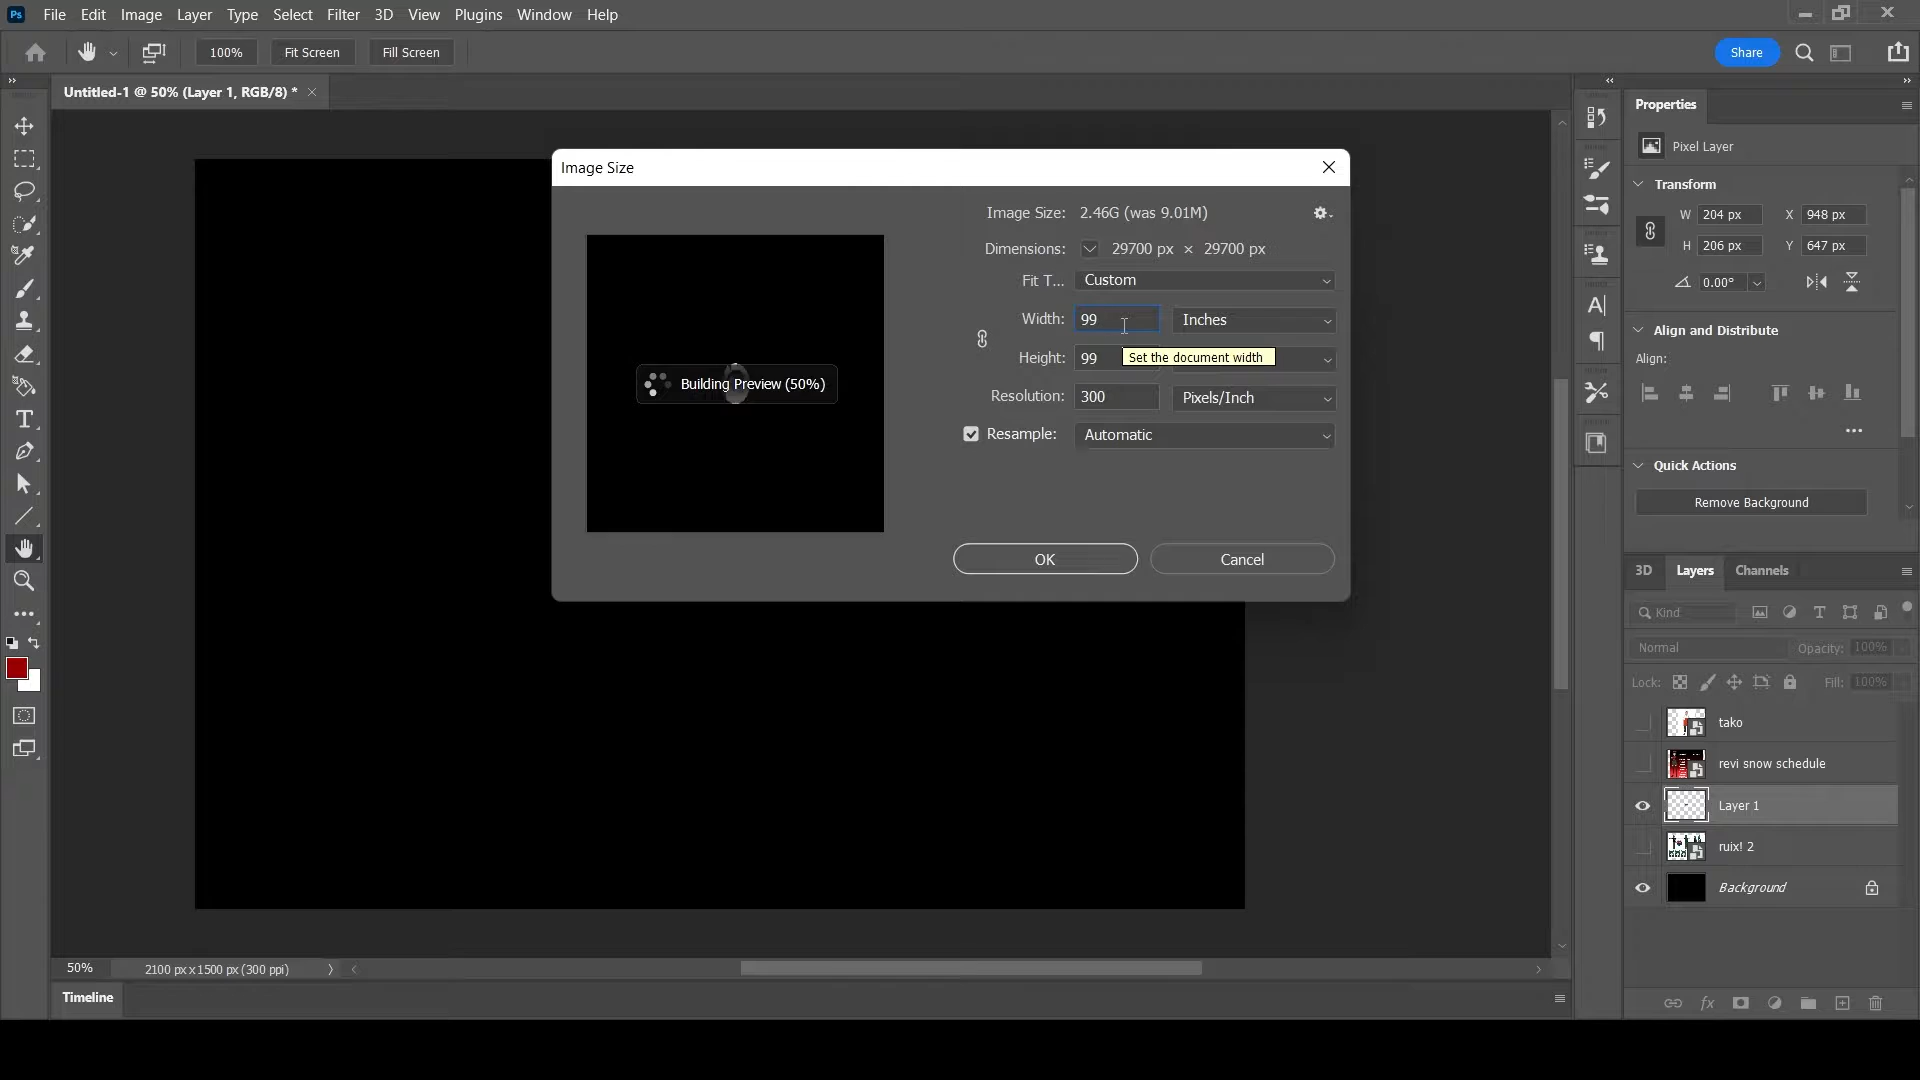 Ps File Edit Image Layer Type Select Filter 3D View Plugins Window Help
100% Fit Screen Fill Screen Share
Untitled-1 @ 50% (Layer 1, RGB/8) *
Properties
Pixel Layer
Transform
W 204 px X 948 px
H 206 px Y 647 px
0.00°
Align and Distribute
Align:
Quick Actions
Remove Background
Image Size
Image Size: 2.46G (was 9.01M)
Dimensions: 29700 px × 29700 px
Fit T... Custom
Width: 99 Inches
Height: 99
Set the document width
Resolution: 300 Pixels/Inch
Resample: Automatic
Building Preview (50%)
OK Cancel
3D Layers Channels
Kind
Normal Opacity: 100%
Lock: Fill: 100%
tako
revi snow schedule
Layer 1
ruix! 2
Background
50% 2100 px x 1500 px (300 ppi)
Timeline